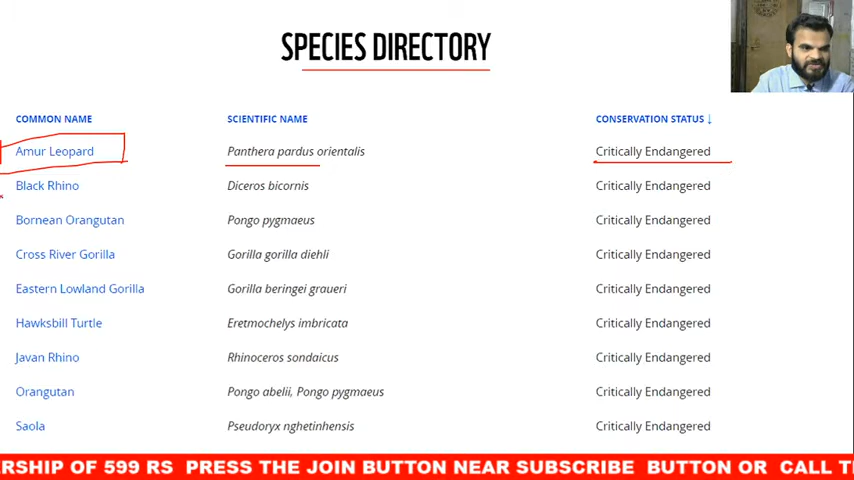 SPECIES DIRECTORY
COMMON NAME SCIENTIFIC NAME CONSERVATION STATUS ↓
Amur Leopard Panthera pardus orientalis Critically Endangered
Black Rhino Diceros bicornis Critically Endangered
Bornean Orangutan Pongo pygmaeus Critically Endangered
Cross River Gorilla Gorilla gorilla diehli Critically Endangered
Eastern Lowland Gorilla Gorilla beringei graueri Critically Endangered
Hawksbill Turtle Eretmochelys imbricata Critically Endangered
Javan Rhino Rhinoceros sondaicus Critically Endangered
Orangutan Pongo abelii, Pongo pygmaeus Critically Endangered
Saola Pseudoryx nghetinhensis Critically Endangered
RSHIP OF 599 RS PRESS THE JOIN BUTTON NEAR SUBSCRIBE BUTTON OR CALL